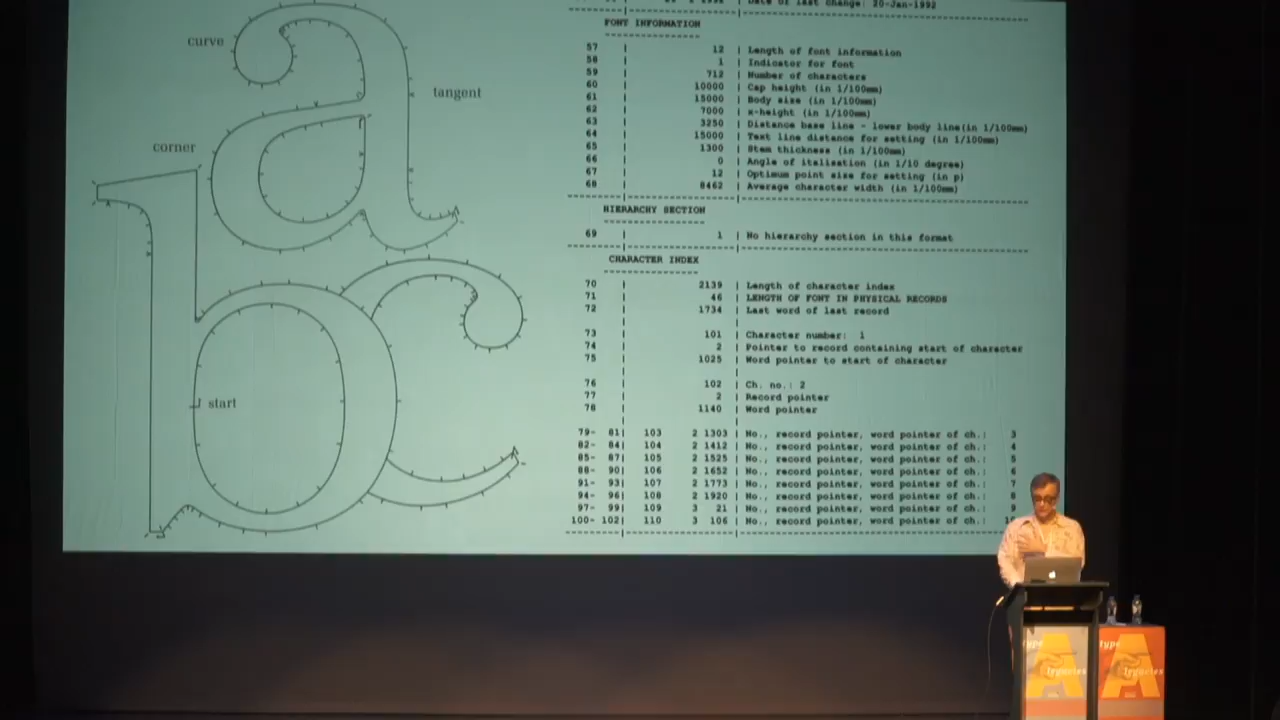 curve
tangent
corner
start
Date of last change: 20-Jan-1992
FONT INFORMATION
57 | 12 | Length of font information
58 | 1 | Indicator for font
59 | 712 | Number of characters
60 | 10000 | Cap height (in 1/100mm)
61 | 15000 | Body size (in 1/100mm)
62 | 7000 | x-height (in 1/100mm)
63 | 3250 | Distance base line - lower body line(in 1/100mm)
64 | 15000 | Text line distance for setting (in 1/100mm)
65 | 1300 | Stem thickness (in 1/100mm)
66 | 0 | Angle of italisation (in 1/10 degree)
67 | 12 | Optimum point size for setting (in p)
68 | 8462 | Average character width (in 1/100mm)
HIERARCHY SECTION
69 | 1 | No hierarchy section in this format
CHARACTER INDEX
70 | 2139 | Length of character index
71 | 46 | LENGTH OF FONT IN PHYSICAL RECORDS
72 | 1734 | Last word of last record
73 | 101 | Character number: 1
74 | 2 | Pointer to record containing start of character
75 | 1025 | Word pointer to start of character
76 | 102 | Ch. no.: 2
77 | 2 | Record pointer
78 | 1140 | Word pointer
79- 81| 103 2 1303 | No., record pointer, word pointer of ch.: 3
82- 84| 104 2 1412 | No., record pointer, word pointer of ch.: 4
85- 87| 105 2 1525 | No., record pointer, word pointer of ch.: 5
88- 90| 106 2 1652 | No., record pointer, word pointer of ch.: 6
91- 93| 107 2 1773 | No., record pointer, word pointer of ch.: 7
94- 96| 108 2 1920 | No., record pointer, word pointer of ch.: 8
97- 99| 109 3 21 | No., record pointer, word pointer of ch.: 9
100- 102| 110 3 106 | No., record pointer, word pointer of ch.:
type
type